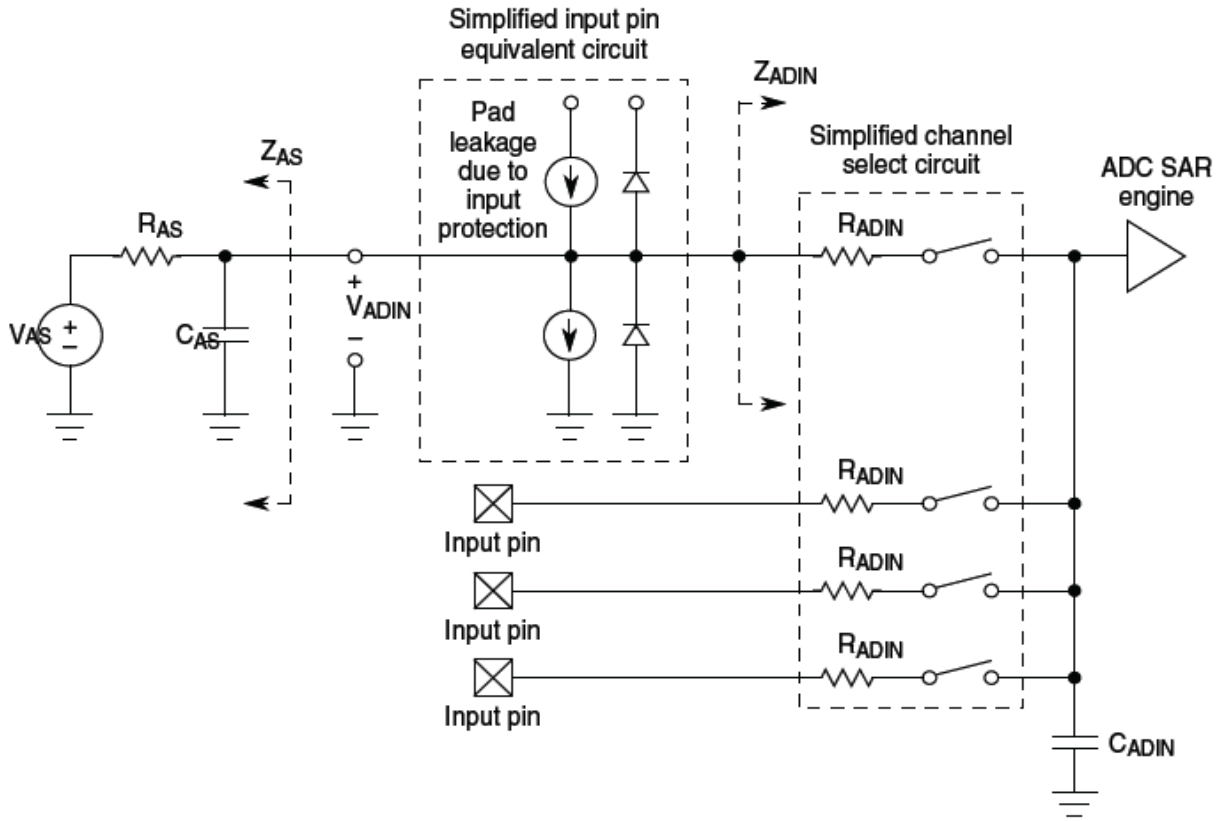 Simplified input pin
equivalent circuit
ZADIN
Pad
leakage
due to
input
protection
Simplified channel
select circuit
ZAS
ADC SAR
engine
RAS
RADIN
+
VADIN
−
VAS
+
−
CAS
RADIN
Input pin
RADIN
Input pin
RADIN
Input pin
CADIN